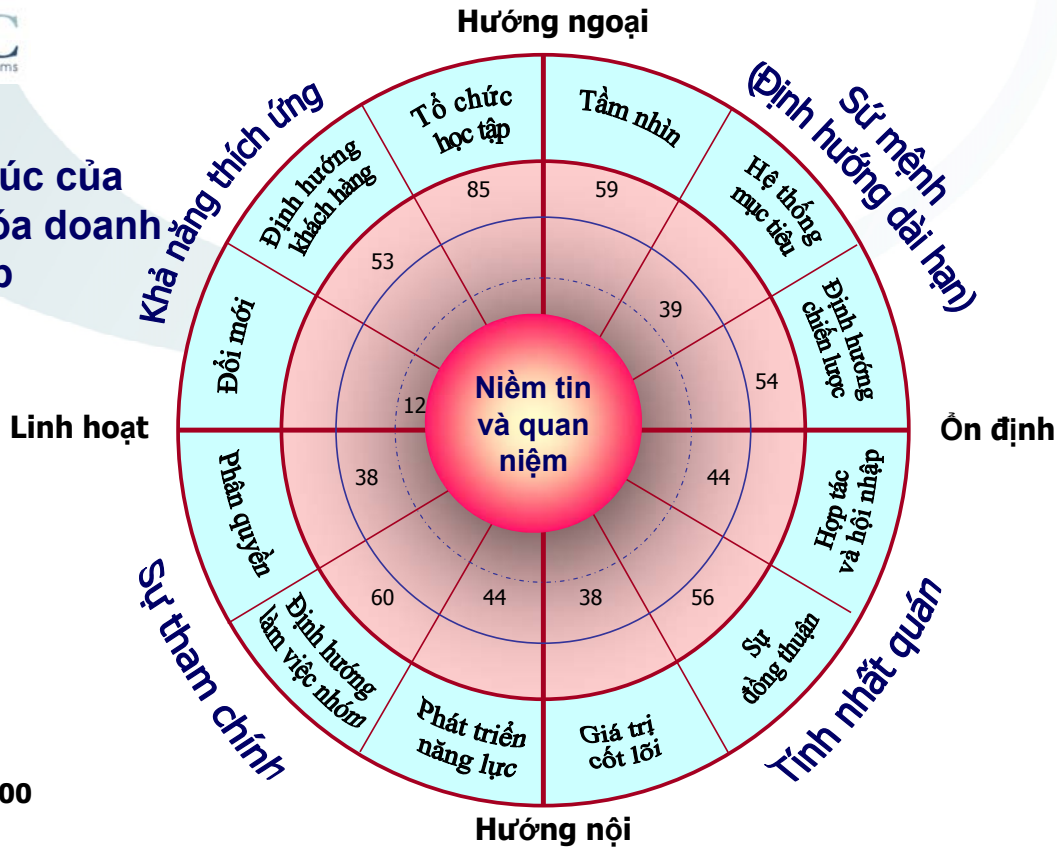 Hướng ngoại
C
ms
úc của
óa doanh
p
Khả năng thích ứng
Sứ mệnh
(Định hướng dài hạn)
Tổ chức
học tập
Tầm nhìn
Định hướng
khách hàng
Hệ thống
mục tiêu
Đổi mới
Định hướng
chiến lược
85
59
53
39
12
54
Niềm tin
và quan
niệm
Linh hoạt
Ổn định
38
44
60
44
38
56
Phân quyền
Hợp tác
và hội nhập
Định hướng
làm việc nhóm
Sự
đồng thuận
Phát triển
năng lực
Giá trị
cốt lõi
Sự tham chính
Tính nhất quán
00
Hướng nội